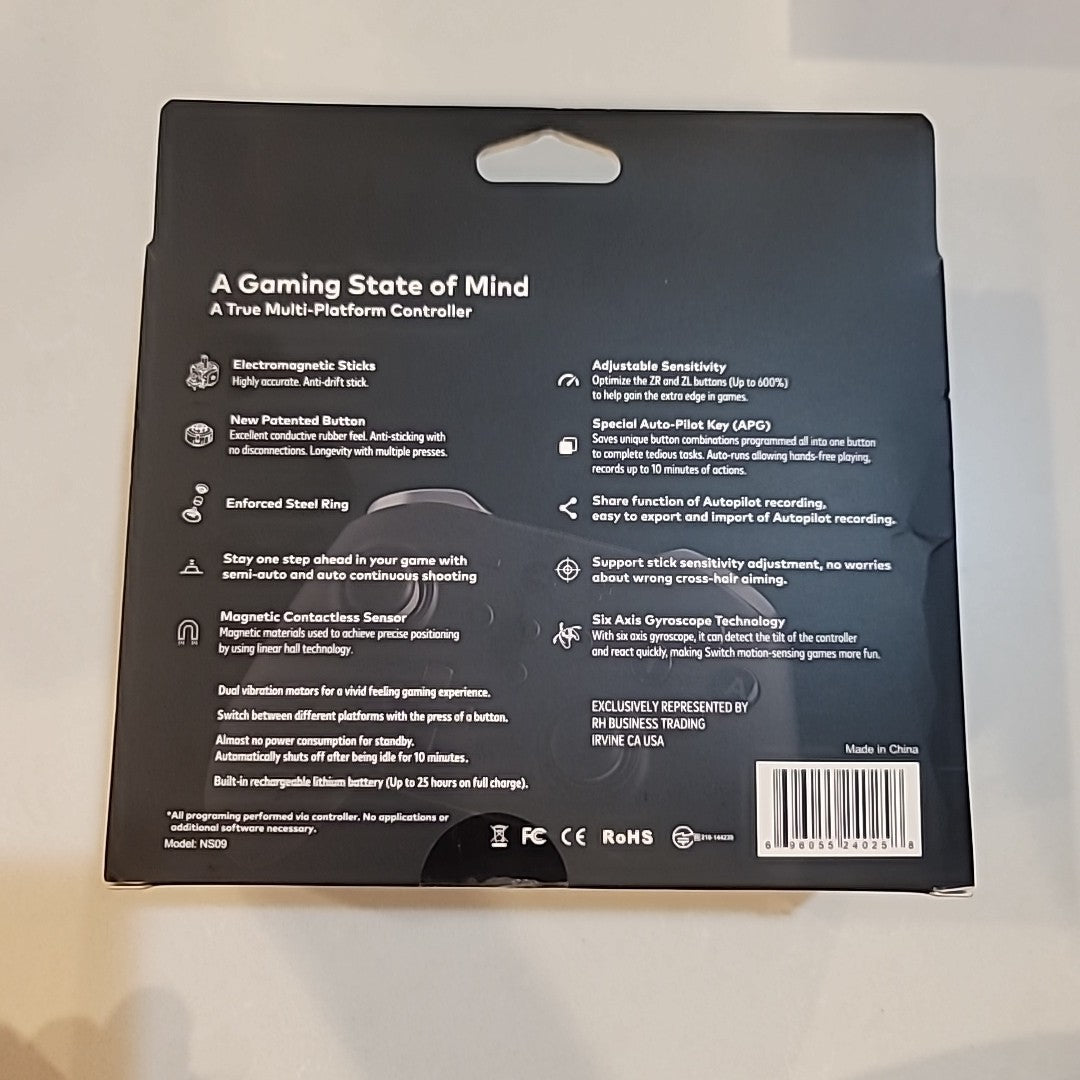 A Gaming State of Mind
A True Multi-Platform Controller
Electromagnetic Sticks
Highly accurate. Anti-drift stick.
New Patented Button
Excellent conductive rubber feel. Anti-sticking with
no disconnections. Longevity with multiple presses.
Enforced Steel Ring
Stay one step ahead in your game with
semi-auto and auto continuous shooting
Magnetic Contactless Sensor
Magnetic materials used to achieve precise positioning
by using linear hall technology.
Dual vibration motors for a vivid feeling gaming experience.
Switch between different platforms with the press of a button.
Almost no power consumption for standby.
Automatically shuts off after being idle for 10 minutes.
Built-in rechargeable lithium battery (Up to 25 hours on full charge).
*All programing performed via controller. No applications or
additional software necessary.
Model: NS09
Adjustable Sensitivity
Optimize the ZR and ZL buttons (Up to 600%)
to help gain the extra edge in games.
Special Auto-Pilot Key (APG)
Saves unique button combinations programmed all into one button
to complete tedious tasks. Auto-runs allowing hands-free playing,
records up to 10 minutes of actions.
Share function of Autopilot recording,
easy to export and import of Autopilot recording.
Support stick sensitivity adjustment, no worries
about wrong cross-hair aiming.
Six Axis Gyroscope Technology
With six axis gyroscope, it can detect the tilt of the controller
and react quickly, making Switch motion-sensing games more fun.
EXCLUSIVELY REPRESENTED BY
RH BUSINESS TRADING
IRVINE CA USA
Made in China
FC CE RoHS
6 96055 24025 8